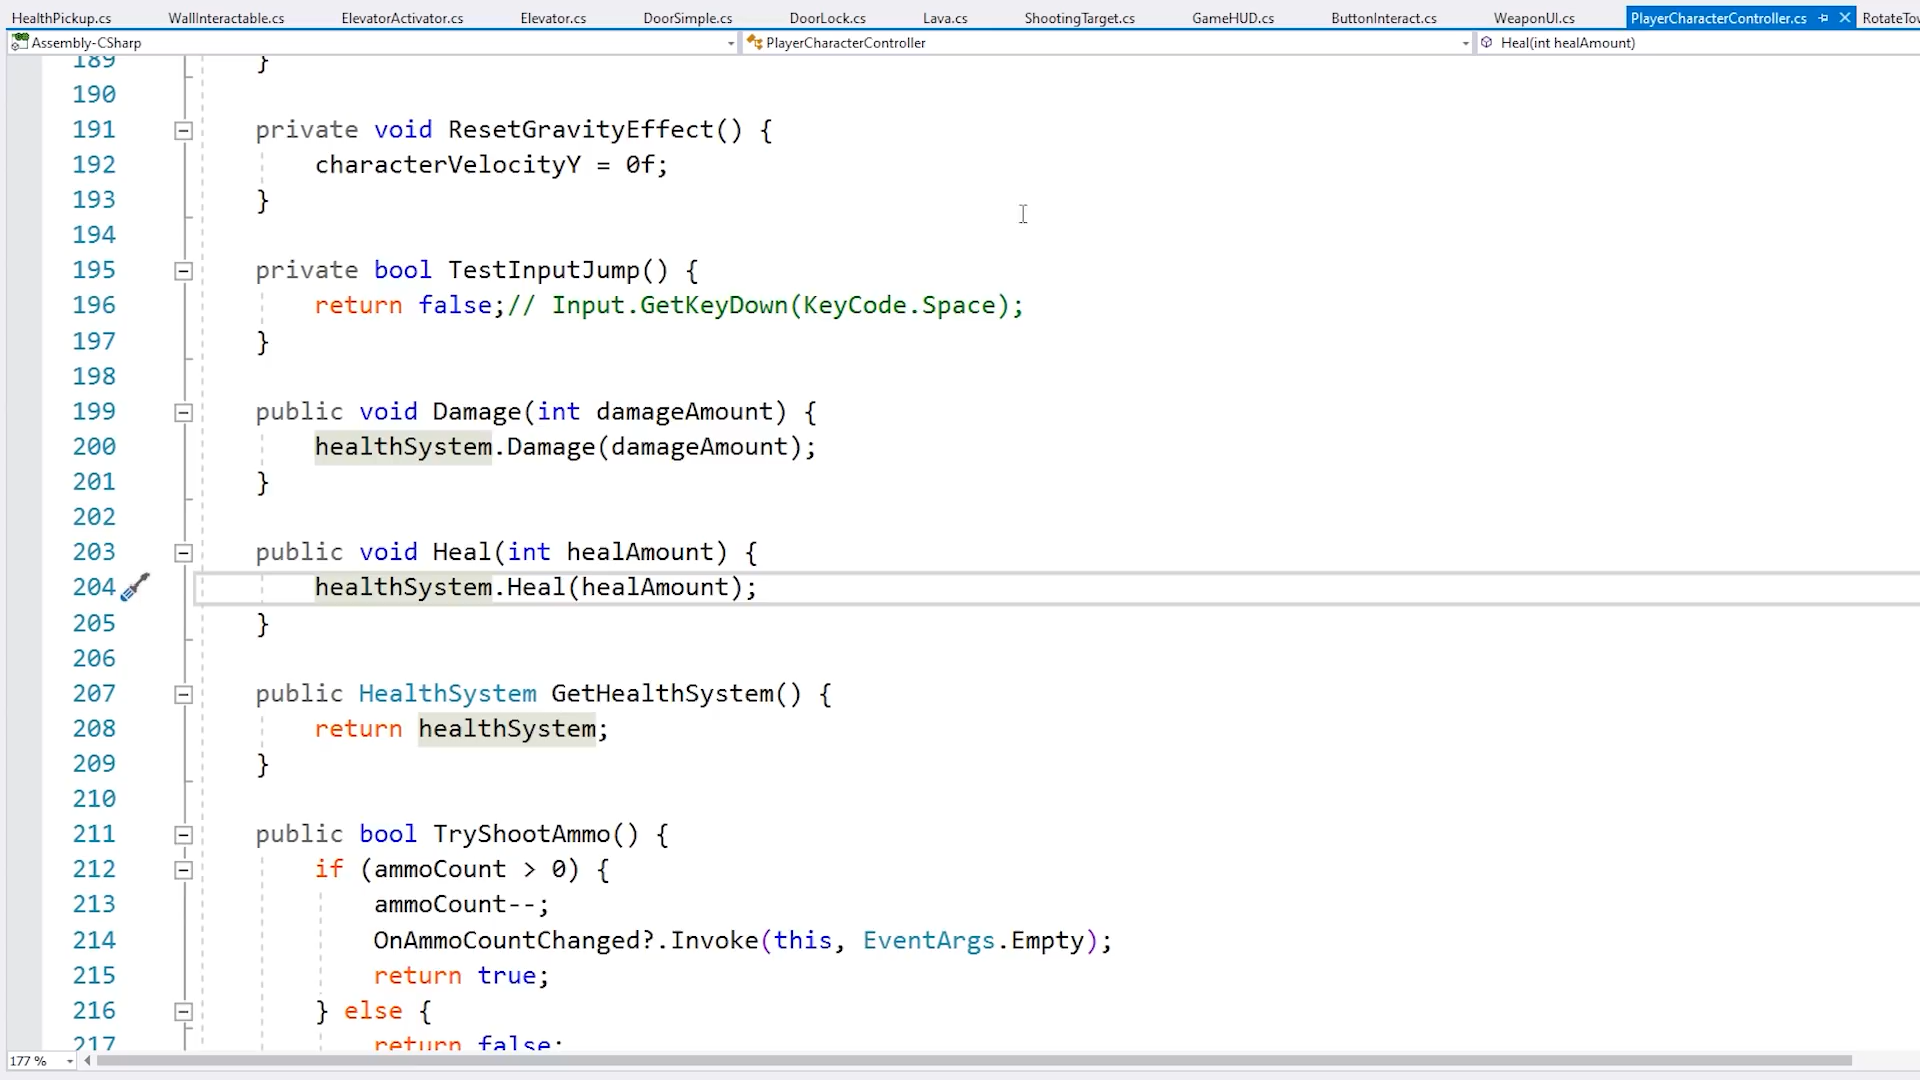 HealthPickup.cs WallInteractable.cs ElevatorActivator.cs Elevator.cs DoorSimple.cs DoorLock.cs Lava.cs ShootingTarget.cs GameHUD.cs ButtonInteract.cs WeaponUI.cs PlayerCharacterController.cs RotateTow
Assembly-CSharp PlayerCharacterController Heal(int healAmount)
189 }
190
191 private void ResetGravityEffect() {
192 characterVelocityY = 0f;
193 }
194
195 private bool TestInputJump() {
196 return false;// Input.GetKeyDown(KeyCode.Space);
197 }
198
199 public void Damage(int damageAmount) {
200 healthSystem.Damage(damageAmount);
201 }
202
203 public void Heal(int healAmount) {
204 healthSystem.Heal(healAmount);
205 }
206
207 public HealthSystem GetHealthSystem() {
208 return healthSystem;
209 }
210
211 public bool TryShootAmmo() {
212 if (ammoCount > 0) {
213 ammoCount--;
214 OnAmmoCountChanged?.Invoke(this, EventArgs.Empty);
215 return true;
216 } else {
217 return false;
177 %